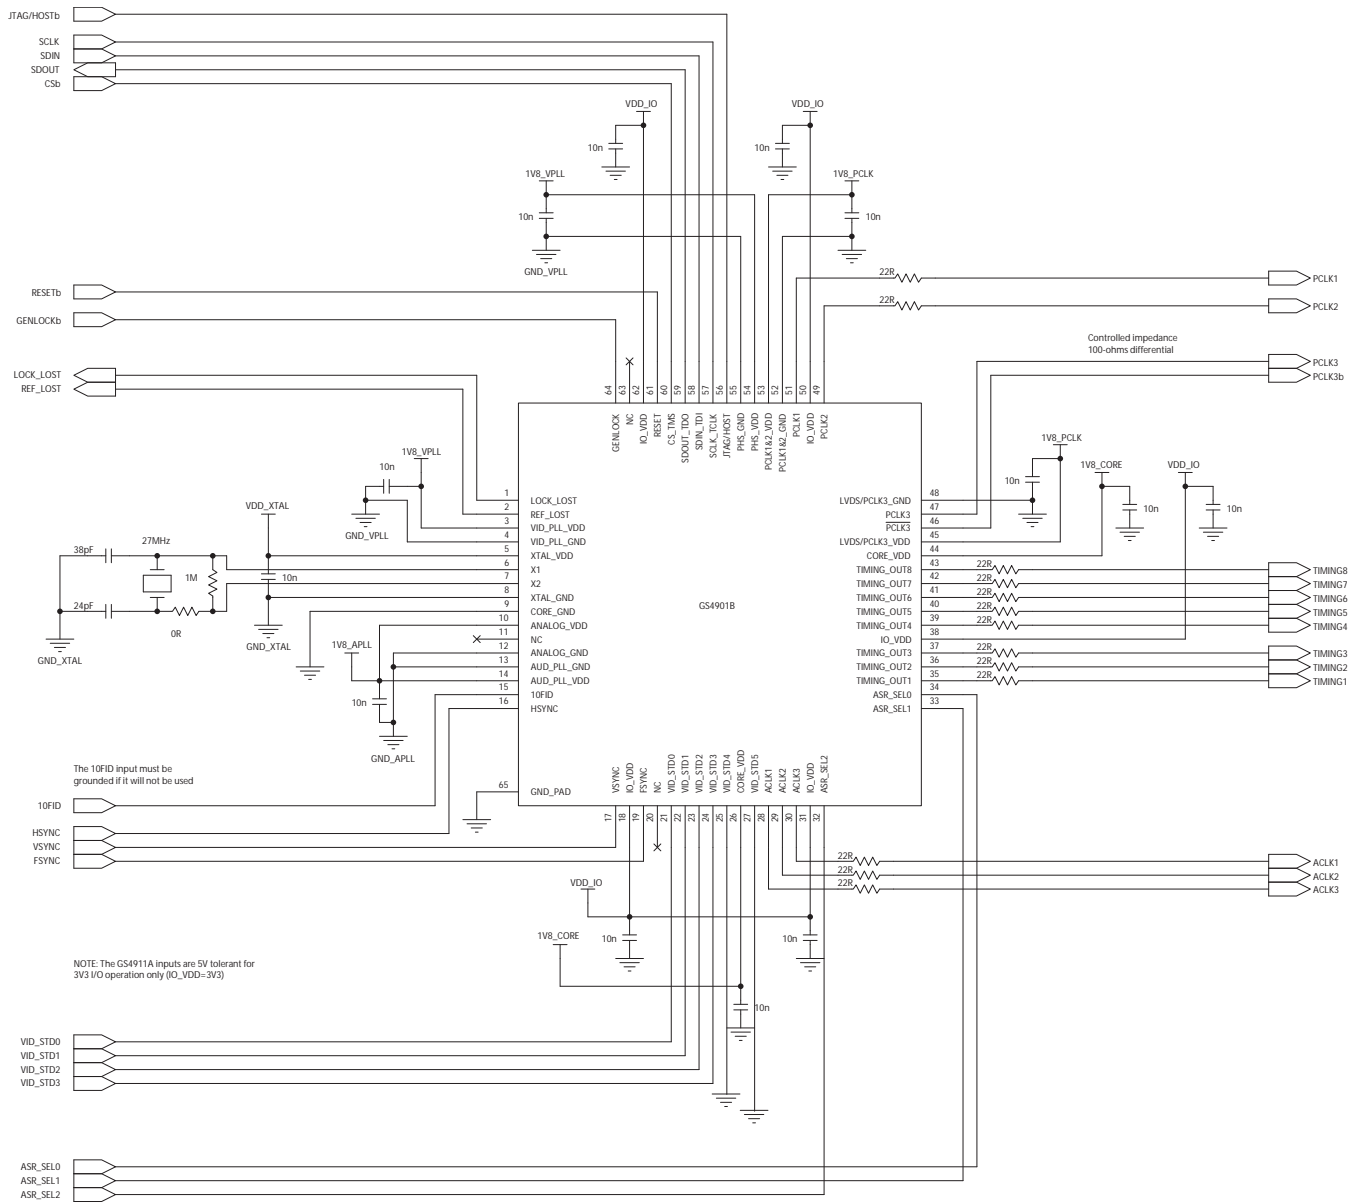 JTAG/HOSTb
SCLK
SDIN
SDOUT
CSb
VDD_IO
VDD_IO
10n
10n
1V8_VPLL
1V8_PCLK
10n
10n
GND_VPLL
22R
PCLK1
RESETb
22R
PCLK2
GENLOCKb
Controlled impedance
100-ohms differential
PCLK3
LOCK_LOST
PCLK3b
REF_LOST
64
63
62
61
60
59
58
57
56
55
54
53
52
51
50
49
GENLOCK
NC
IO_VDD
RESET
CS_TMS
SDOUT_TDO
SDIN_TDI
SCLK_TCLK
JTAG/HOST
PHS_GND
PHS_VDD
PCLK1&2_VDD
PCLK1&2_GND
PCLK1
IO_VDD
PCLK2
1V8_VPLL
10n
GND_VPLL
1V8_PCLK
10n
1V8_CORE
10n
VDD_IO
10n
VDD_XTAL
10n
GND_XTAL
38pF
27MHz
1M
24pF
0R
GND_XTAL
1V8_APLL
10n
GND_APLL
1
LOCK_LOST
2
REF_LOST
3
VID_PLL_VDD
4
VID_PLL_GND
5
XTAL_VDD
6
X1
7
X2
8
XTAL_GND
9
CORE_GND
10
ANALOG_VDD
11
NC
12
ANALOG_GND
13
AUD_PLL_GND
14
AUD_PLL_VDD
15
10FID
16
HSYNC
65
GND_PAD
GS4901B
48
LVDS/PCLK3_GND
47
PCLK3
46
PCLK3
45
LVDS/PCLK3_VDD
44
CORE_VDD
43
TIMING_OUT8
22R
TIMING8
42
TIMING_OUT7
22R
TIMING7
41
TIMING_OUT6
22R
TIMING6
40
TIMING_OUT5
22R
TIMING5
39
TIMING_OUT4
22R
TIMING4
38
IO_VDD
37
TIMING_OUT3
22R
TIMING3
36
TIMING_OUT2
22R
TIMING2
35
TIMING_OUT1
22R
TIMING1
34
ASR_SEL0
33
ASR_SEL1
VSYNC
IO_VDD
FSYNC
NC
VID_STD0
VID_STD1
VID_STD2
VID_STD3
VID_STD4
CORE_VDD
VID_STD5
ACLK1
ACLK2
ACLK3
IO_VDD
ASR_SEL2
17
18
19
20
21
22
23
24
25
26
27
28
29
30
31
32
The 10FID input must be
grounded if it will not be used
10FID
HSYNC
VSYNC
FSYNC
22R
ACLK1
22R
ACLK2
22R
ACLK3
VDD_IO
10n
10n
1V8_CORE
10n
NOTE: The GS4911A inputs are 5V tolerant for
3V3 I/O operation only (IO_VDD=3V3)
VID_STD0
VID_STD1
VID_STD2
VID_STD3
ASR_SEL0
ASR_SEL1
ASR_SEL2